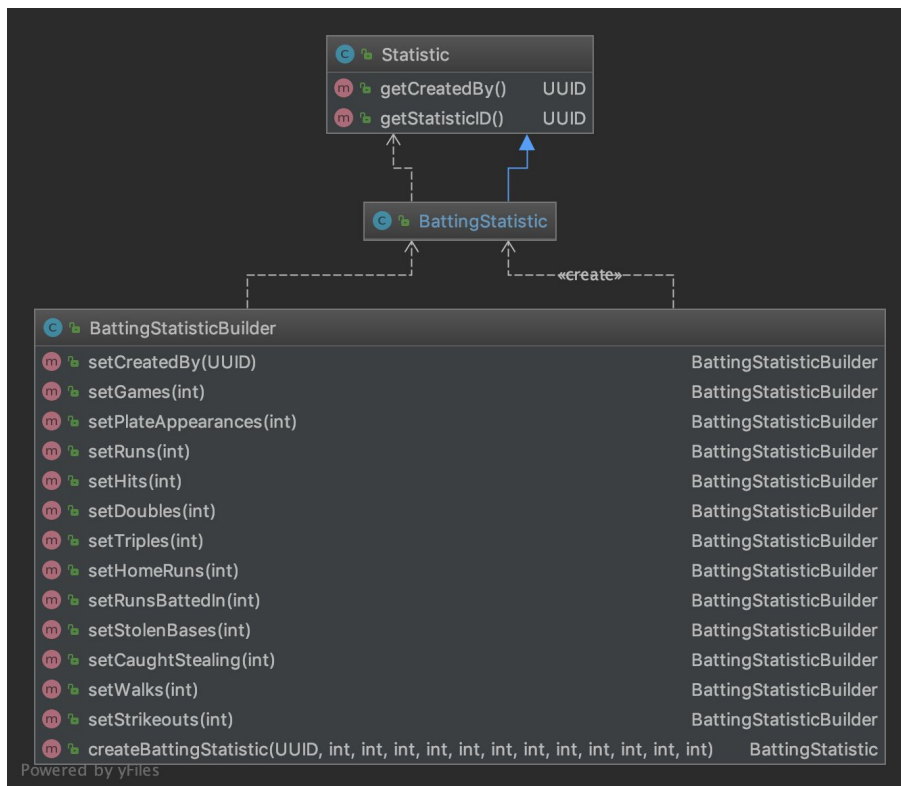 Statistic
getCreatedBy() UUID
getStatisticID() UUID
BattingStatistic
«create»
BattingStatisticBuilder
setCreatedBy(UUID) BattingStatisticBuilder
setGames(int) BattingStatisticBuilder
setPlateAppearances(int) BattingStatisticBuilder
setRuns(int) BattingStatisticBuilder
setHits(int) BattingStatisticBuilder
setDoubles(int) BattingStatisticBuilder
setTriples(int) BattingStatisticBuilder
setHomeRuns(int) BattingStatisticBuilder
setRunsBattedIn(int) BattingStatisticBuilder
setStolenBases(int) BattingStatisticBuilder
setCaughtStealing(int) BattingStatisticBuilder
setWalks(int) BattingStatisticBuilder
setStrikeouts(int) BattingStatisticBuilder
createBattingStatistic(UUID, int, int, int, int, int, int, int, int, int, int, int, int) BattingStatistic
Powered by yFiles